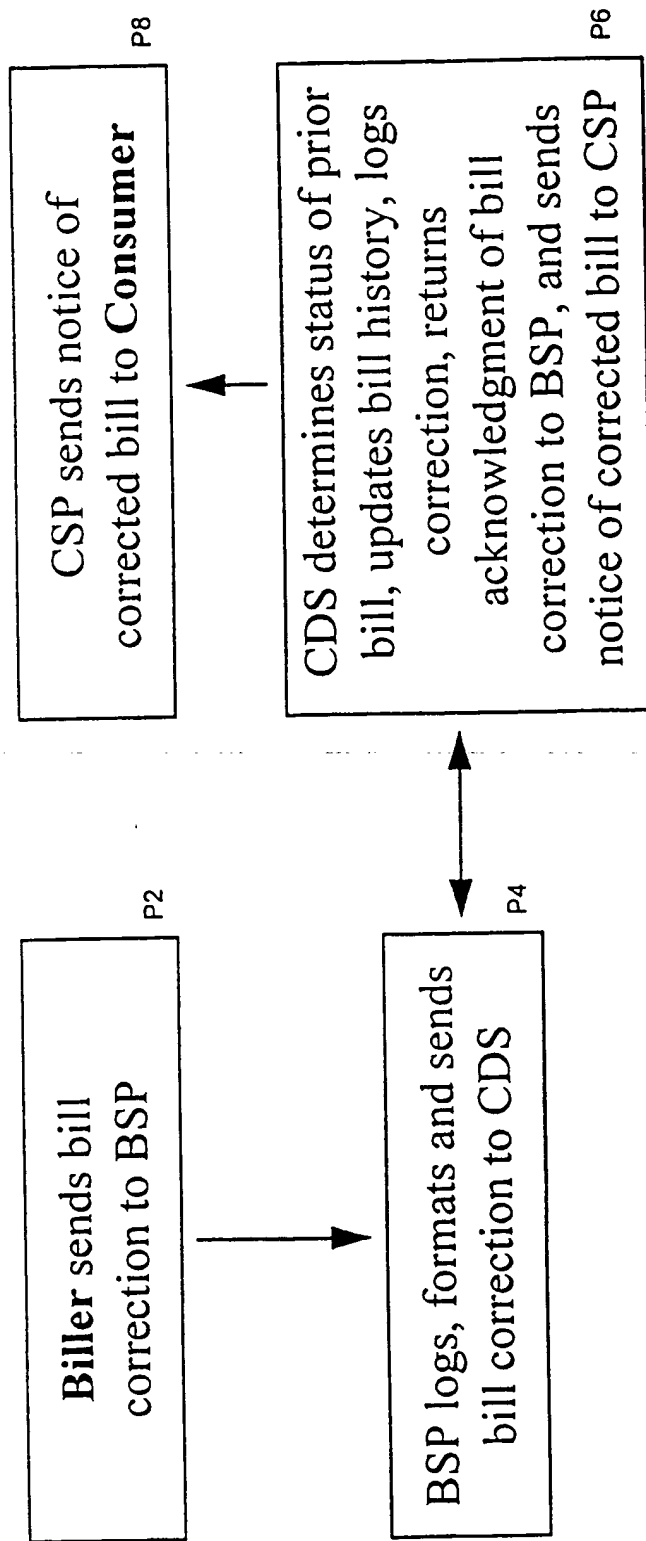 Biller sends bill
correction to BSP
P2
BSP logs, formats and sends
bill correction to CDS
P4
CDS determines status of prior
bill, updates bill history, logs
correction, returns
acknowledgment of bill
correction to BSP, and sends
notice of corrected bill to CSP
P6
CSP sends notice of
corrected bill to Consumer
P8